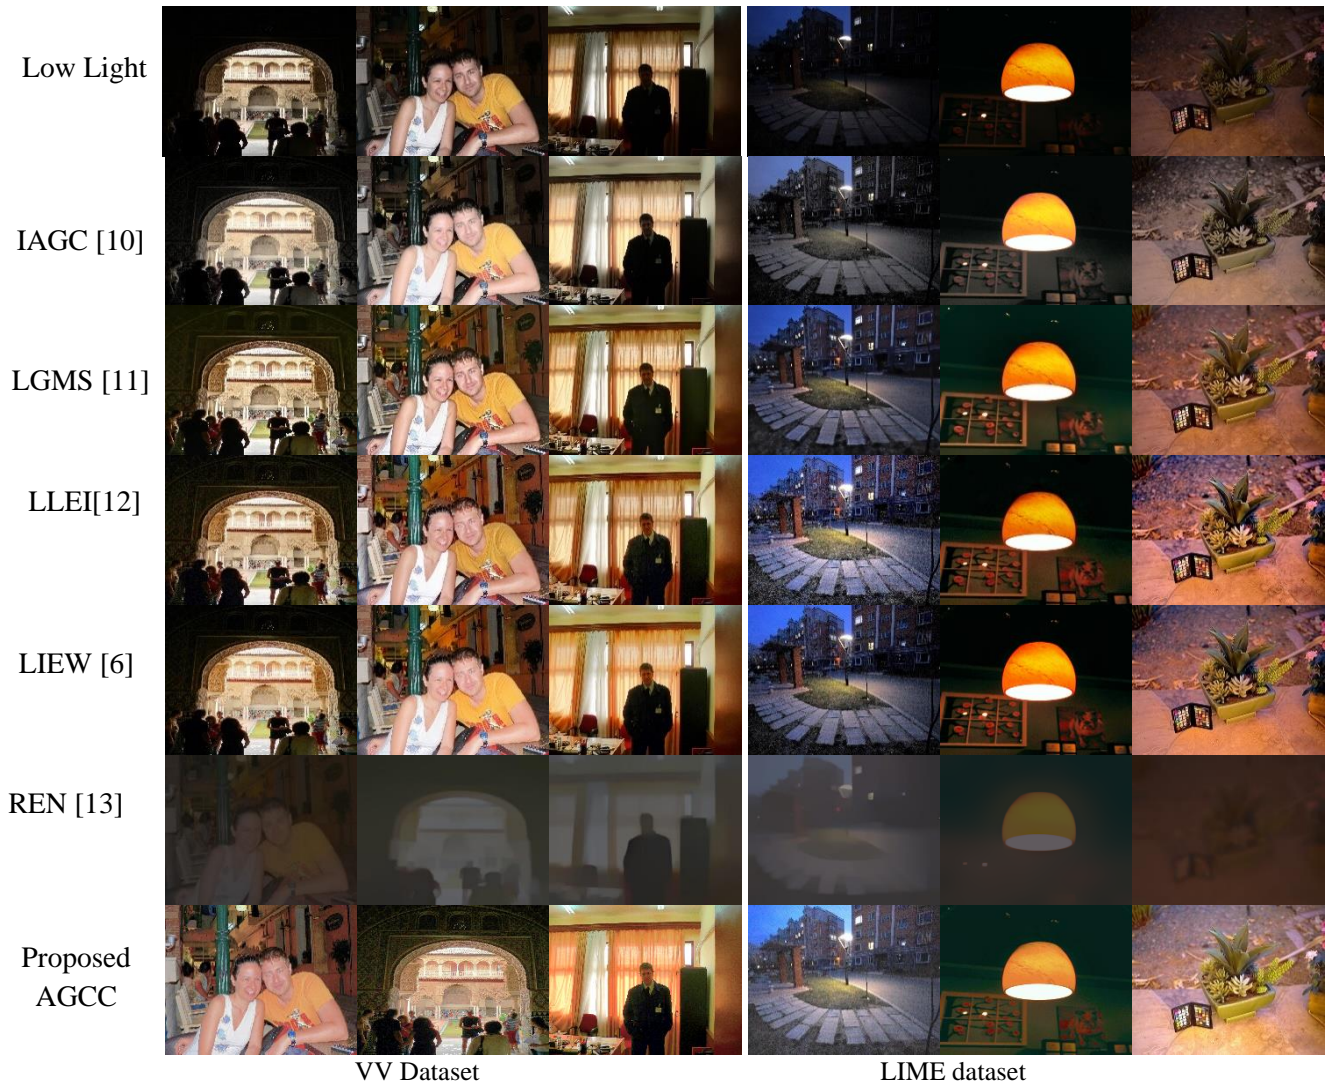 Low Light
IAGC [10]
LGMS [11]
LLEI[12]
LIEW [6]
REN [13]
Proposed
AGCC
VV Dataset
LIME dataset